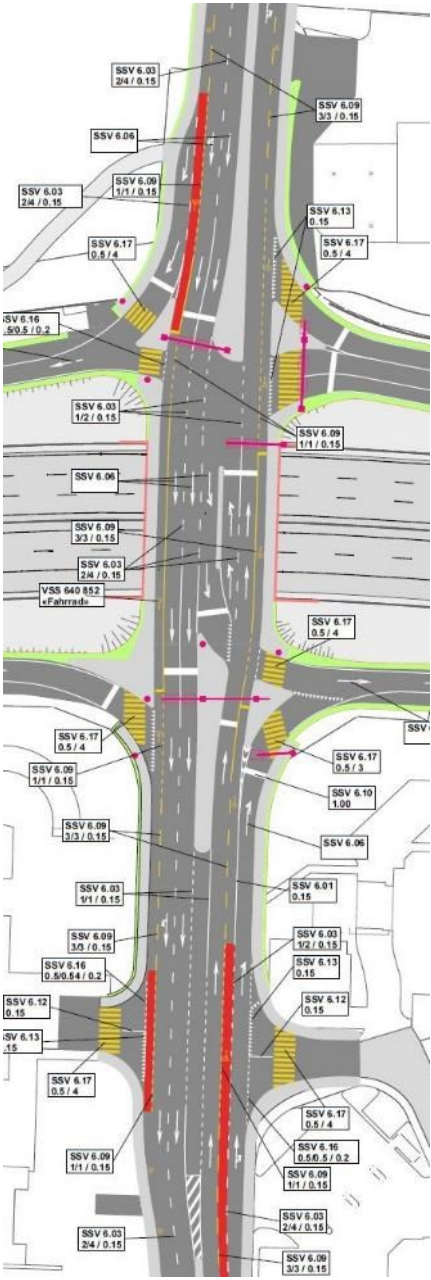 SSV 6.03
2/4 / 0.15
SSV 6.09
3/3 / 0.15
SSV 6.06
SSV 6.09
1/1 / 0.15
SSV 6.03
2/4 / 0.15
SSV 6.13
0.15
SSV 6.17
0.5 / 4
SSV 6.17
0.5 / 4
SSV 6.16
.5/0.5 / 0.2
SSV 6.03
1/2 / 0.15
SSV 6.09
1/1 / 0.15
SSV 6.06
SSV 6.09
3/3 / 0.15
SSV 6.03
2/4 / 0.15
VSS 640 852
«Fahrrad»
SSV 6.17
0.5 / 4
SSV 6.17
0.5 / 4
SSV 6.17
0.5 / 3
SSV 6.09
1/1 / 0.15
SSV 6.10
1.00
SSV 6.09
3/3 / 0.15
SSV 6.06
SSV 6.03
1/1 / 0.15
SSV 6.01
0.15
SSV 6.09
3/3 / 0.15
SSV 6.03
1/2 / 0.15
SSV 6.16
0.5/0.54 / 0.2
SSV 6.13
0.15
SSV 6.12
0.15
SSV 6.12
0.15
SSV 6.13
.15
SSV 6.17
0.5 / 4
SSV 6.17
0.5 / 4
SSV 6.16
0.5/0.5 / 0.2
SSV 6.09
1/1 / 0.15
SSV 6.09
1/1 / 0.15
SSV 6.03
2/4 / 0.15
SSV 6.03
2/4 / 0.15
SSV 6.09
3/3 / 0.15